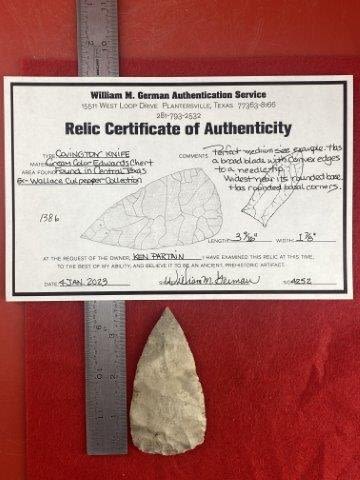 William M. German Authentication Service
15511 West Loop Drive Plantersville, Texas 77363-8166
281-793-2532
Relic Certificate of Authenticity
TYPE Covington Knife
MATERIAL Cream Color Edwards Chert
AREA FOUND Found in Central Texas
Ex-Wallace Culpepper Collection
COMMENTS: Perfect medium size example. Has
a broad blade with convex edges
to a needle tip.
Widest near its rounded base.
Has rounded basal corners.
1386
LENGTH: 3 5/16" WIDTH: 1 7/8"
AT THE REQUEST OF THE OWNER, KEN PARTAIN I HAVE EXAMINED THIS RELIC AT THIS TIME,
TO THE BEST OF MY ABILITY, AND BELIEVE IT TO BE AN ANCIENT, PREHISTORIC ARTIFACT.
DATE: 4 JAN. 2023 William M. German 4252